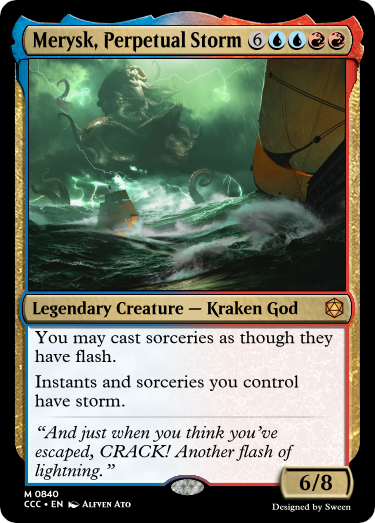 Merysk, Perpetual Storm 6
Legendary Creature — Kraken God
You may cast sorceries as though they
have flash.
Instants and sorceries you control
have storm.
“And just when you think you’ve
escaped, CRACK! Another flash of
lightning.”
6/8
M 0840
CCC • EN Alfven Ato
Designed by Sween